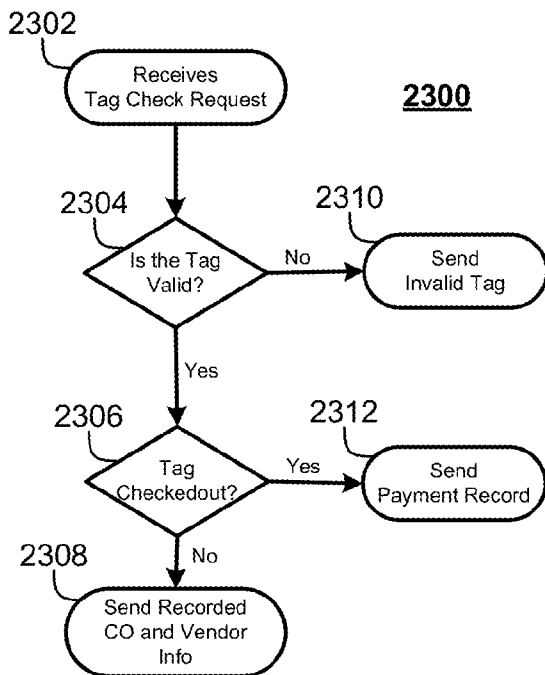 2302
Receives
Tag Check Request
2300
2304
Is the Tag
Valid?
No
2310
Send
Invalid Tag
Yes
2306
Tag
Checkedout?
Yes
2312
Send
Payment Record
No
2308
Send Recorded
CO and Vendor
Info